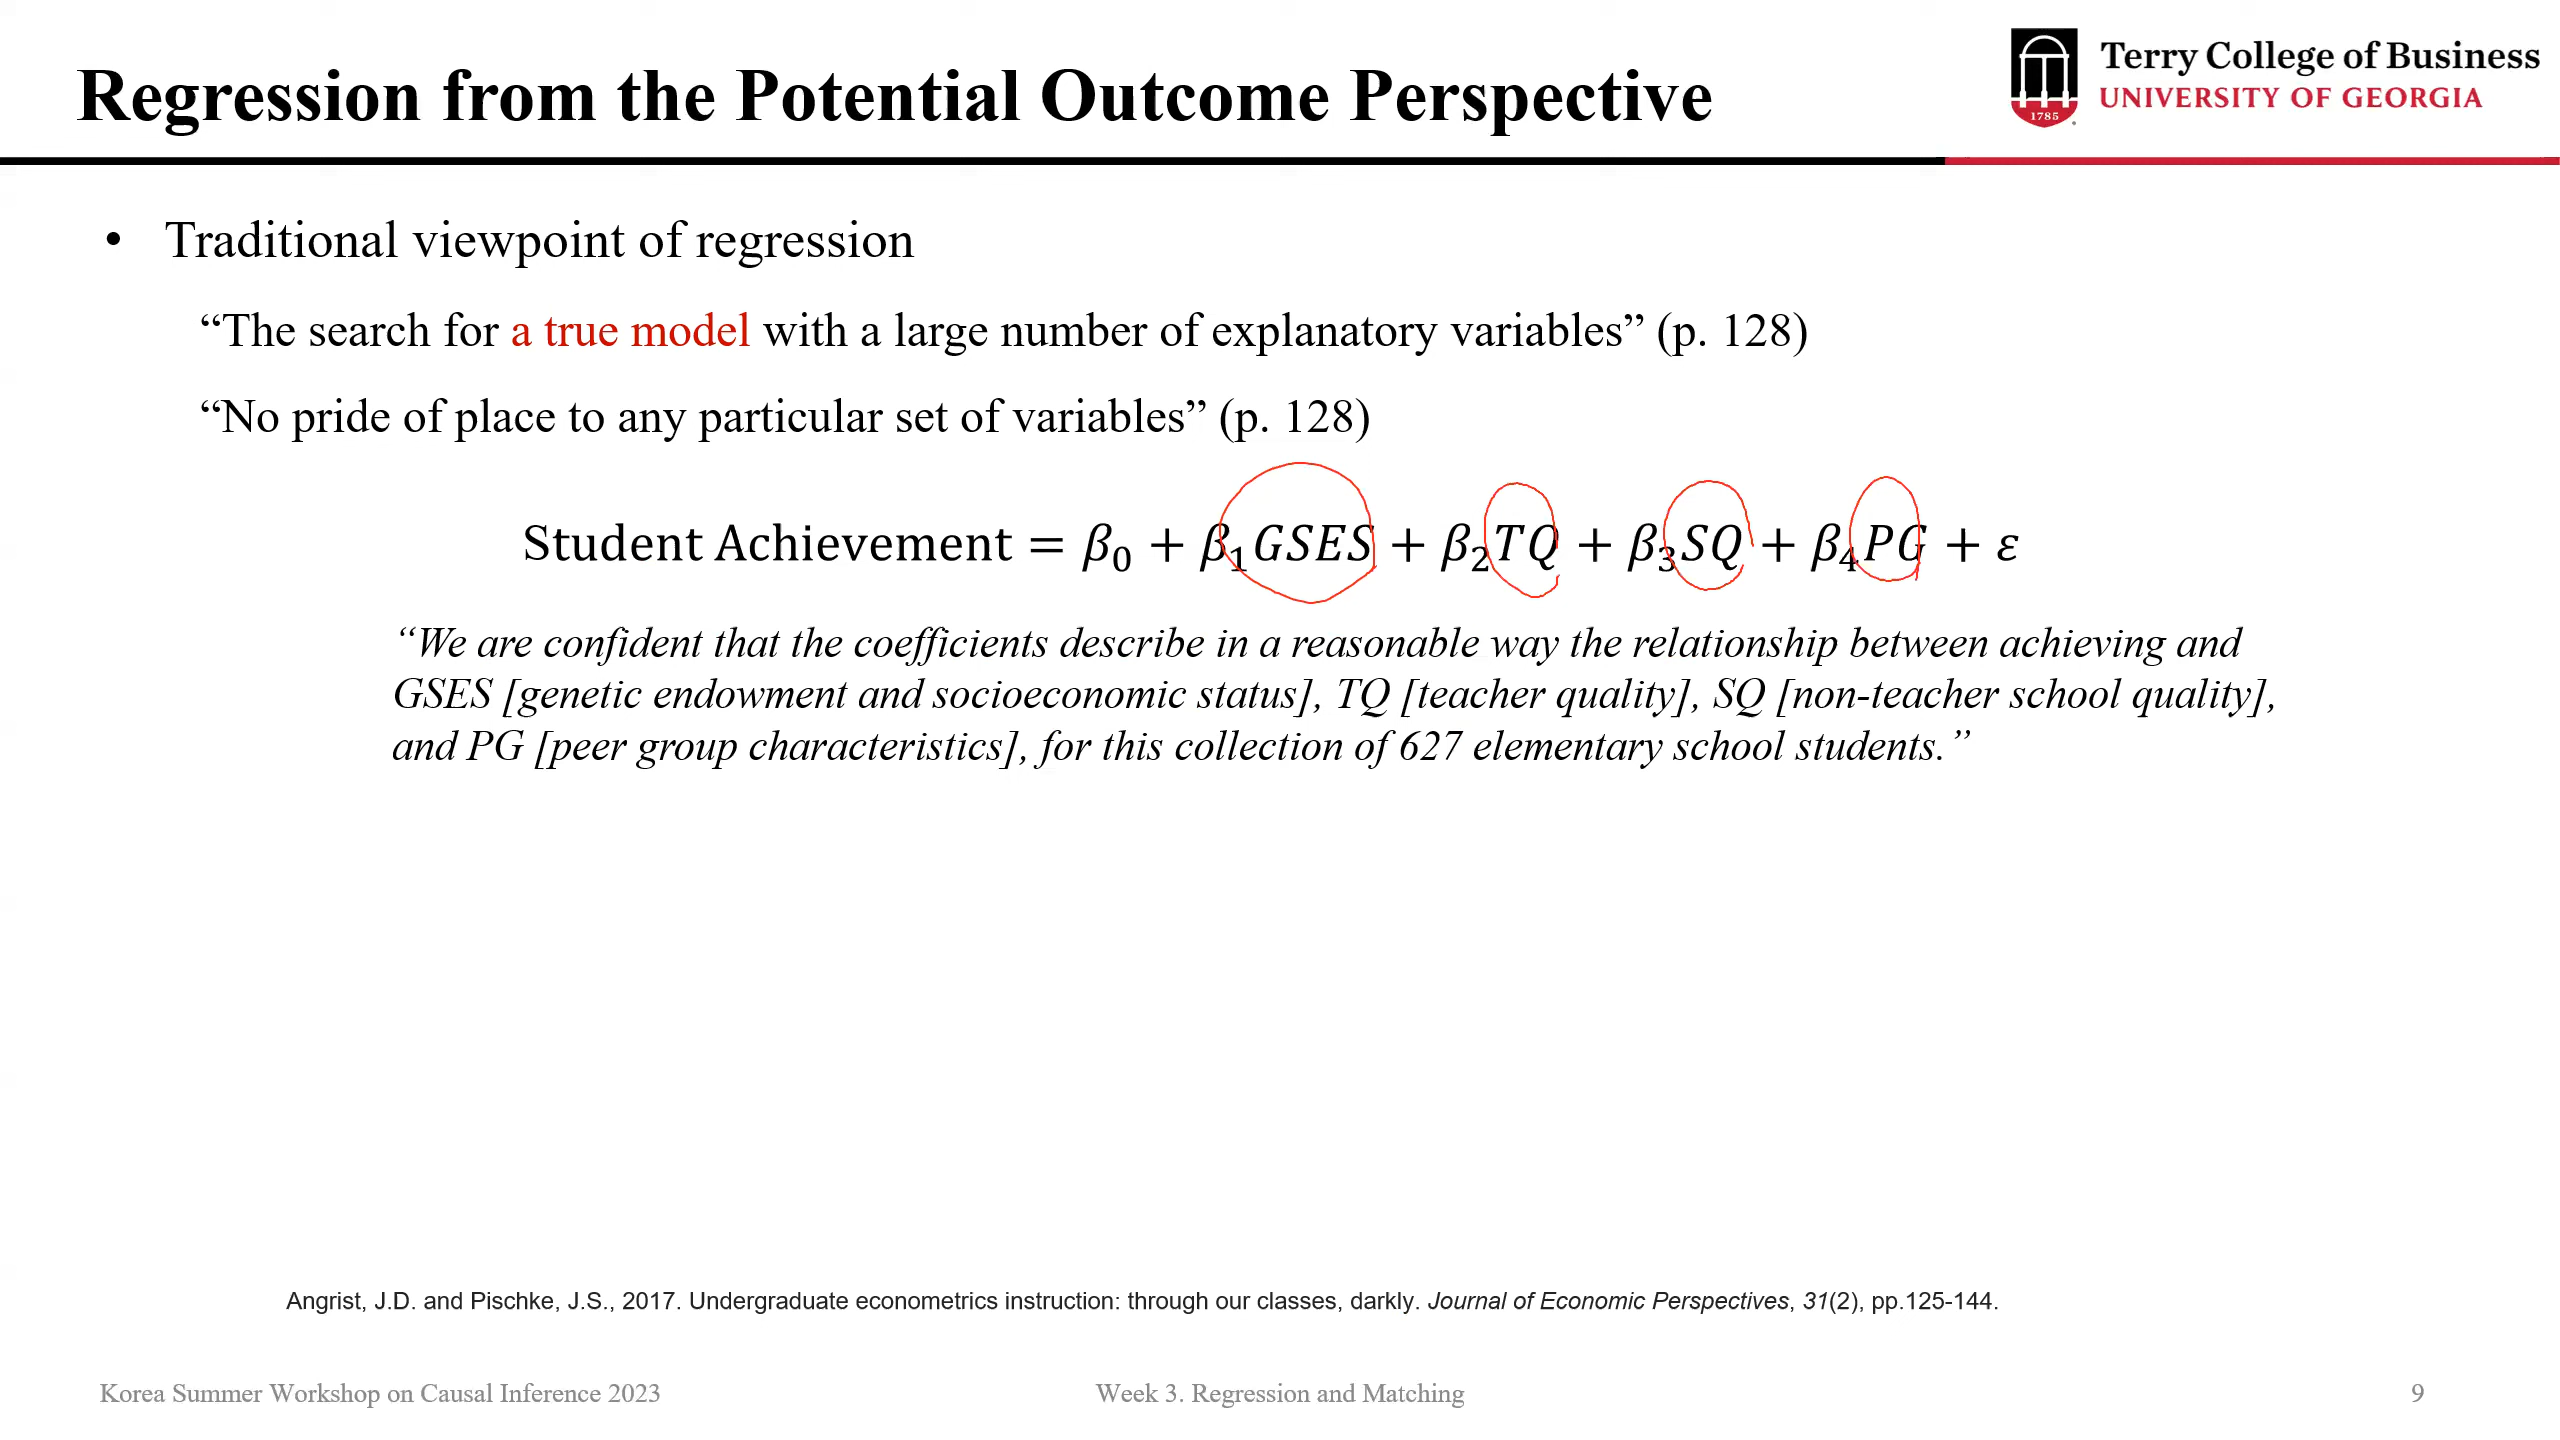 Regression from the Potential Outcome Perspective
Terry College of Business
UNIVERSITY OF GEORGIA
1785
• Traditional viewpoint of regression
“The search for a true model with a large number of explanatory variables” (p. 128)
“No pride of place to any particular set of variables” (p. 128)
Student Achievement = β₀ + β₁GSES + β₂TQ + β₃SQ + β₄PG + ε
“We are confident that the coefficients describe in a reasonable way the relationship between achieving and
GSES [genetic endowment and socioeconomic status], TQ [teacher quality], SQ [non-teacher school quality],
and PG [peer group characteristics], for this collection of 627 elementary school students.”
Angrist, J.D. and Pischke, J.S., 2017. Undergraduate econometrics instruction: through our classes, darkly. Journal of Economic Perspectives, 31(2), pp.125-144.
Korea Summer Workshop on Causal Inference 2023
Week 3. Regression and Matching
9